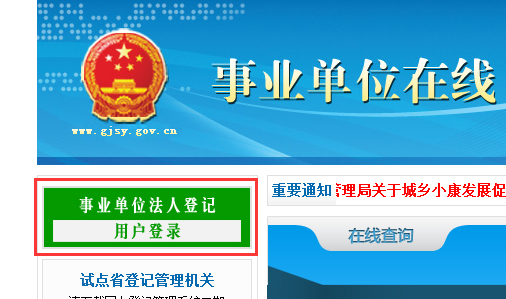 事业单位在线
www.gjsy.gov.cn
事业单位法人登记
用户登录
重要通知
管理局关于城乡小康发展促
在线查询
试点省登记管理机关